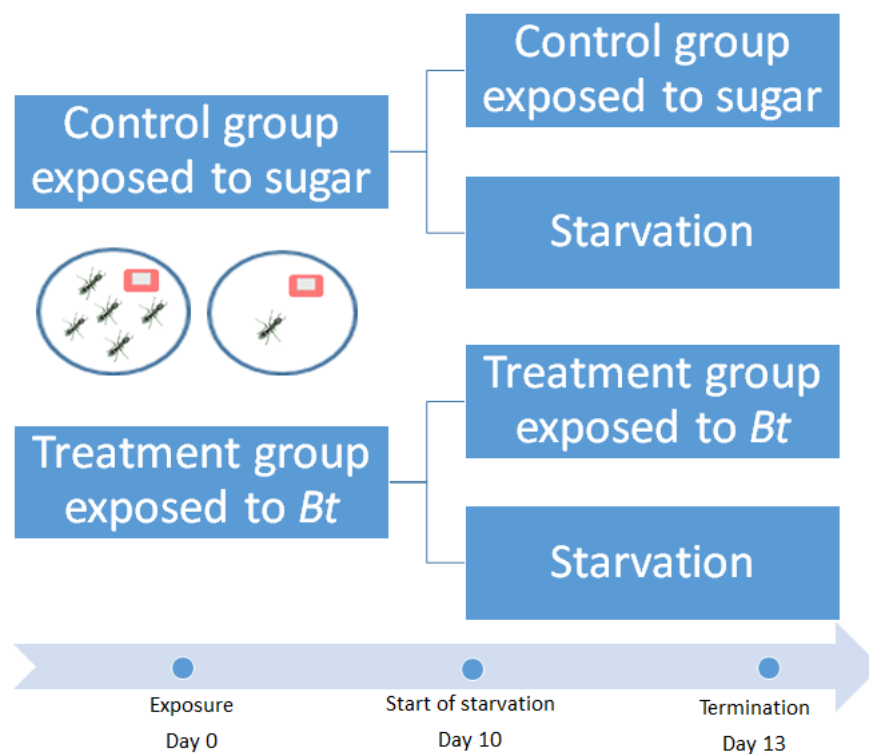 Control group
exposed to sugar
Control group
exposed to sugar
Starvation
Treatment group
exposed to Bt
Treatment group
exposed to Bt
Starvation
Exposure
Day 0
Start of starvation
Day 10
Termination
Day 13